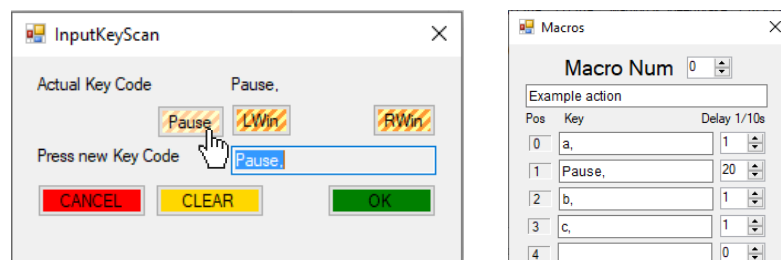 InputKeyScan
Actual Key Code Pause,
Pause LWin RWin
Press new Key Code Pause,
CANCEL CLEAR OK
Macros
Macro Num 0
Example action
Pos Key Delay 1/10s
0 a, 1
1 Pause, 20
2 b, 1
3 c, 1
4 0